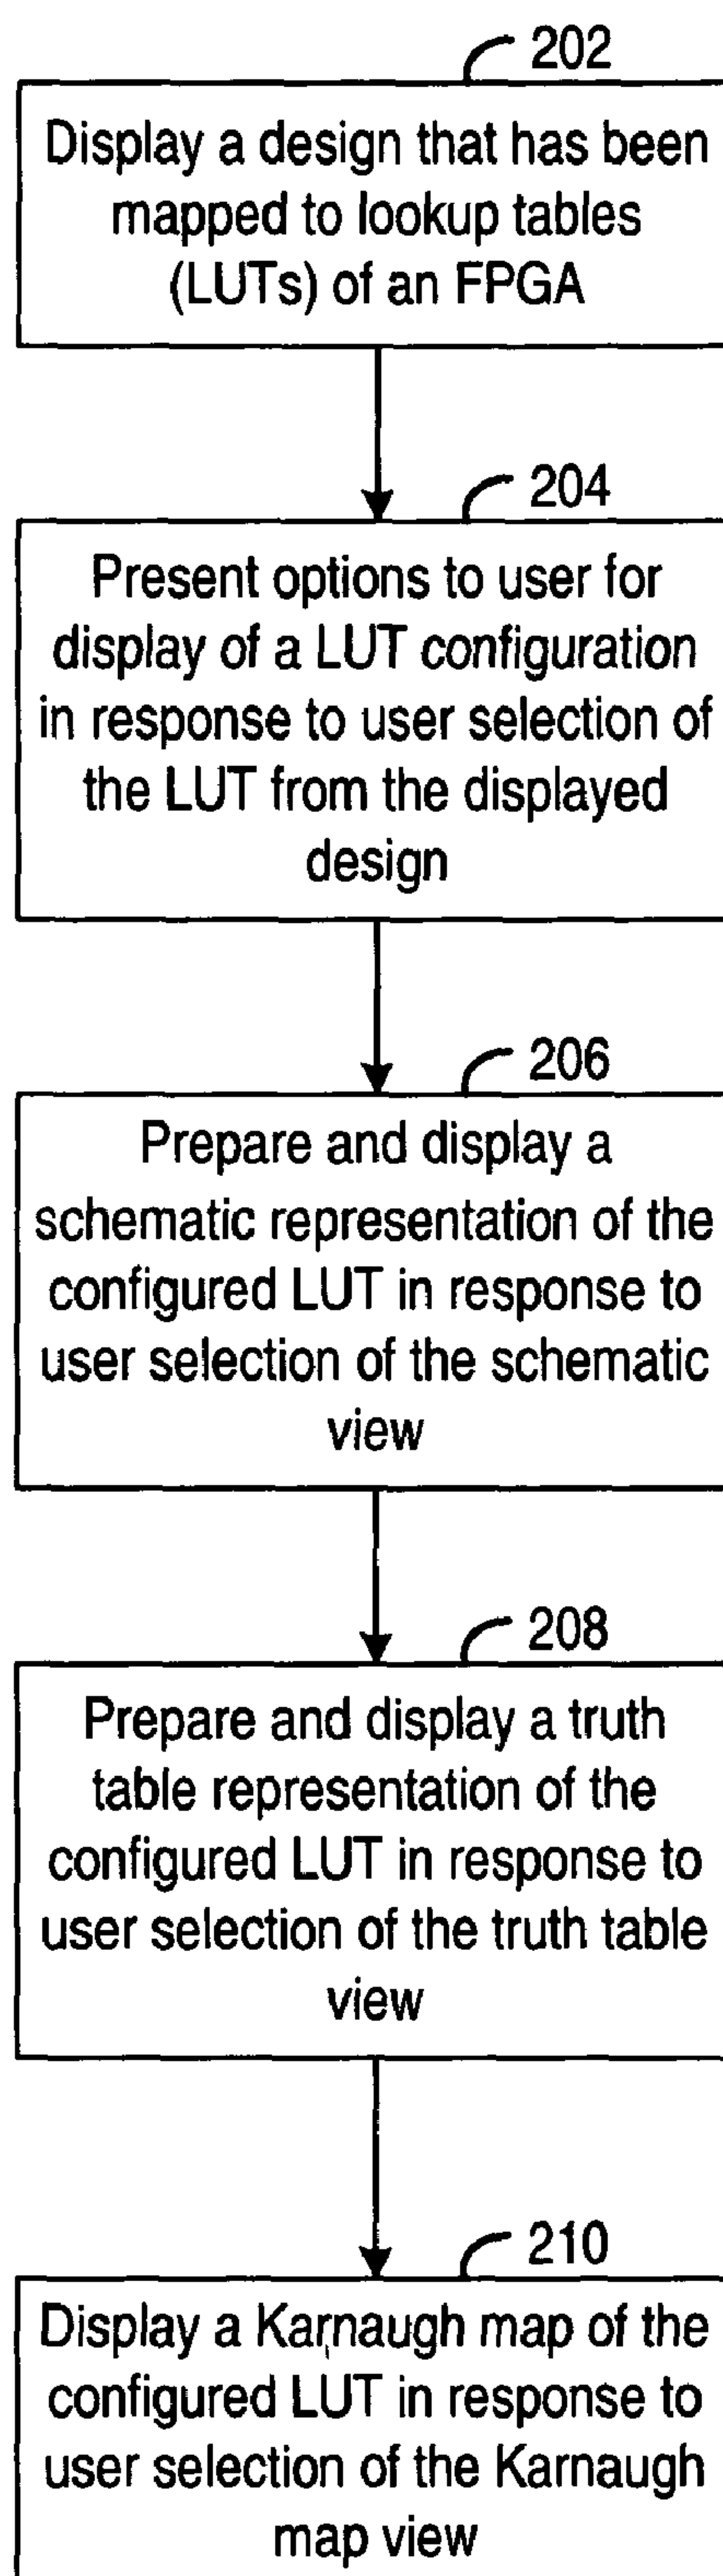 202
Display a design that has been
mapped to lookup tables
(LUTs) of an FPGA
204
Present options to user for
display of a LUT configuration
in response to user selection of
the LUT from the displayed
design
206
Prepare and display a
schematic representation of the
configured LUT in response to
user selection of the schematic
view
208
Prepare and display a truth
table representation of the
configured LUT in response to
user selection of the truth table
view
210
Display a Karnaugh map of the
configured LUT in response to
user selection of the Karnaugh
map view